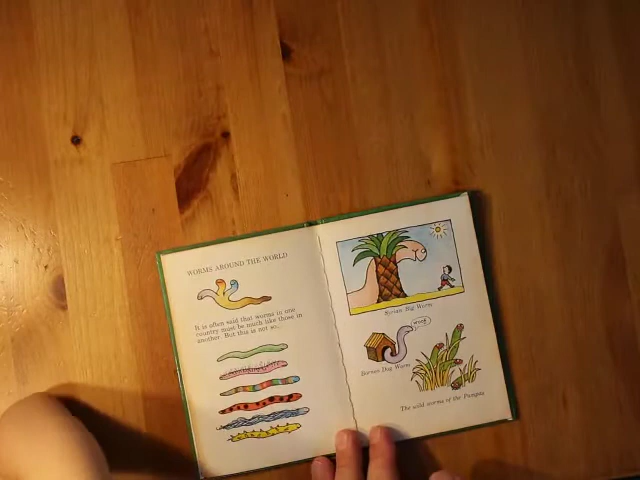 WORMS AROUND THE WORLD
It is often said that worms in one
country must be much like those in
another. But this is not so.
Syrian Big Worm
woof
Borneo Dog Worm
The wild worms of the Pampas